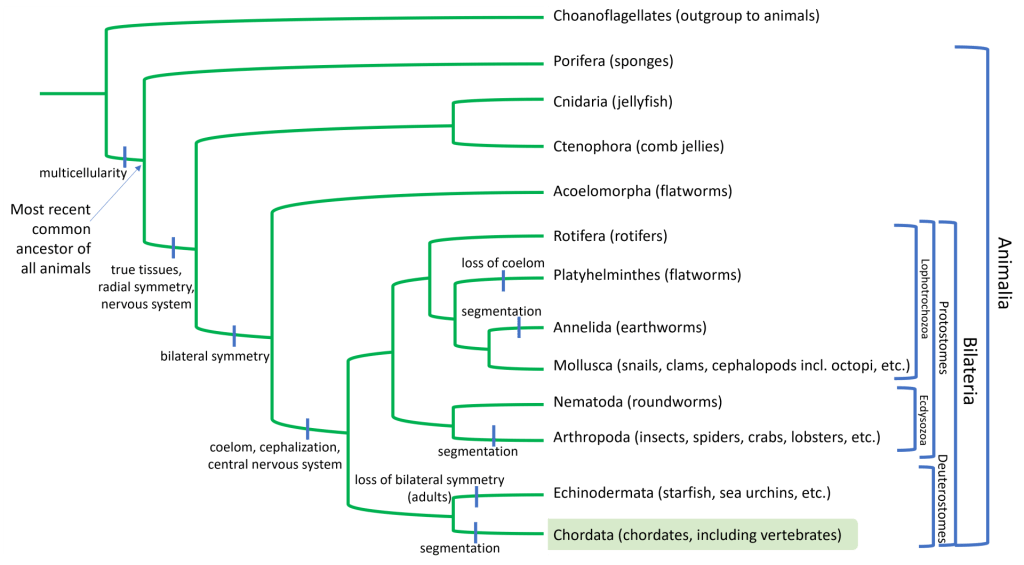 Choanoflagellates (outgroup to animals)
Porifera (sponges)
Cnidaria (jellyfish)
Ctenophora (comb jellies)
multicellularity
Acoelomorpha (flatworms)
Most recent
common
ancestor of
all animals
Rotifera (rotifers)
loss of coelom
true tissues,
radial symmetry,
nervous system
Platyhelminthes (flatworms)
segmentation
Annelida (earthworms)
bilateral symmetry
Mollusca (snails, clams, cephalopods incl. octopi, etc.)
Nematoda (roundworms)
Arthropoda (insects, spiders, crabs, lobsters, etc.)
coelom, cephalization,
central nervous system
segmentation
loss of bilateral symmetry
(adults)
Echinodermata (starfish, sea urchins, etc.)
Chordata (chordates, including vertebrates)
segmentation
Lophotrochozoa
Ecdysozoa
Protostomes
Deuterostomes
Bilateria
Animalia